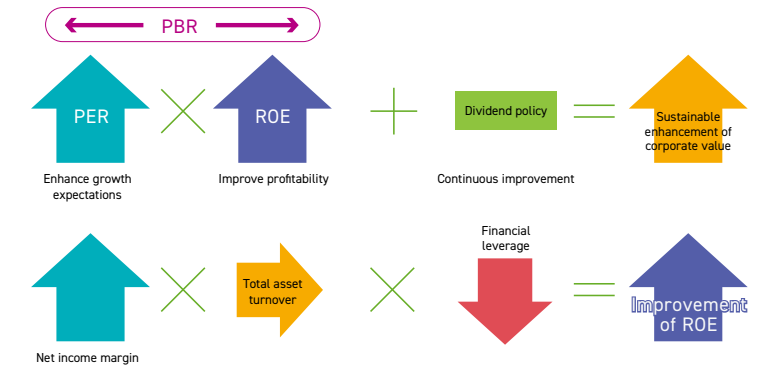 PBR
PER
ROE
Dividend policy
Sustainable
enhancement of
corporate value
Enhance growth
expectations
Improve profitability
Continuous improvement
Financial
leverage
Total asset
turnover
Improvement
of ROE
Net income margin